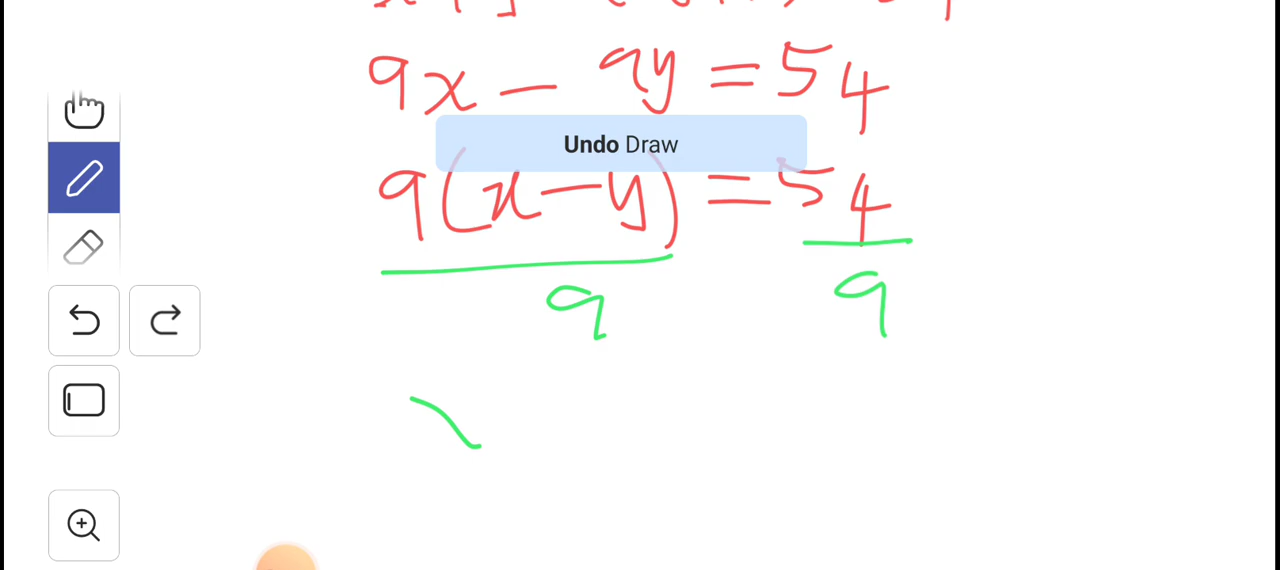 9x - 9y = 54
Undo Draw
9(x-y) = 54
9 9